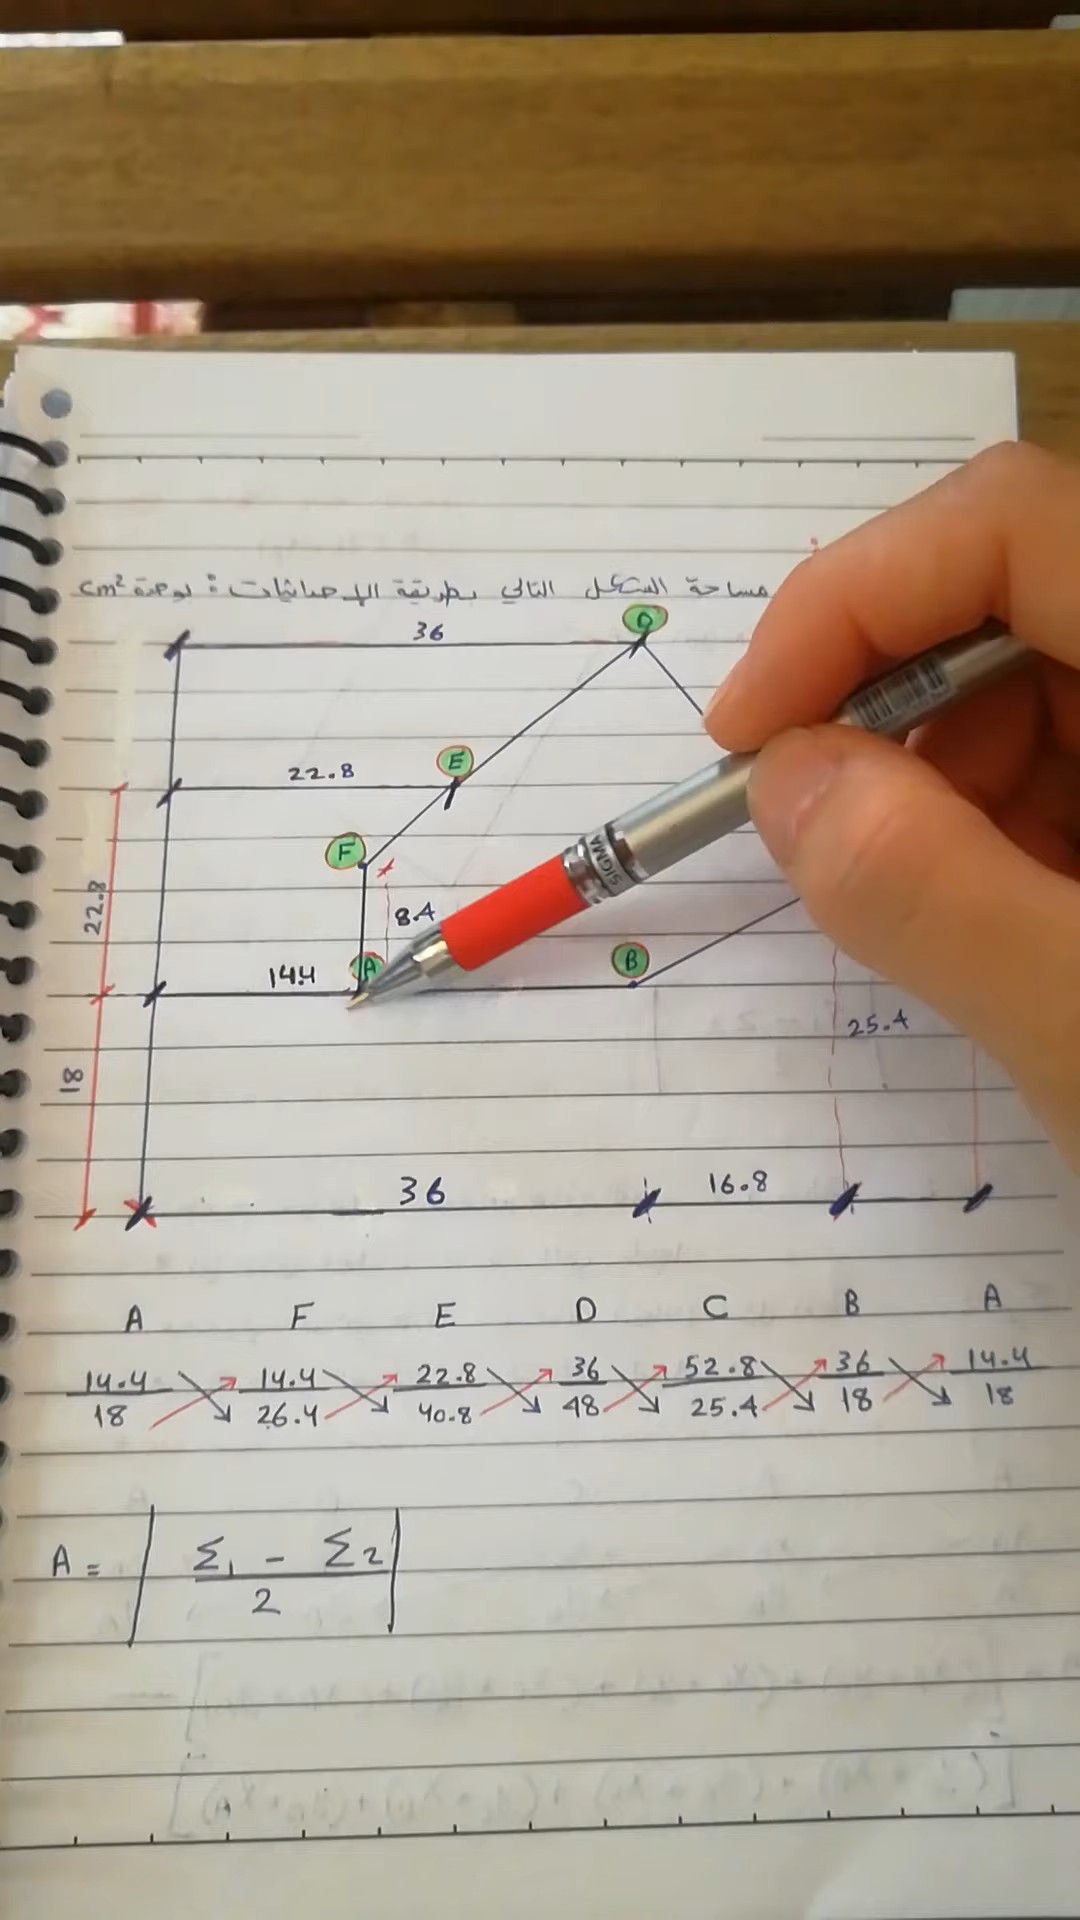 مساحة الشكل التالي بطريقة الإحداثيات : بوحدة cm²
36
D
22.8
E
F
22.8
8.4
14.4
A
B
SIGMA
25.4
18
36
16.8
A F E D C B A
14.4 14.4 22.8 36 52.8 36 14.4
18 26.4 40.8 48 25.4 18 18
A = | Σ1 - Σ2 |
2